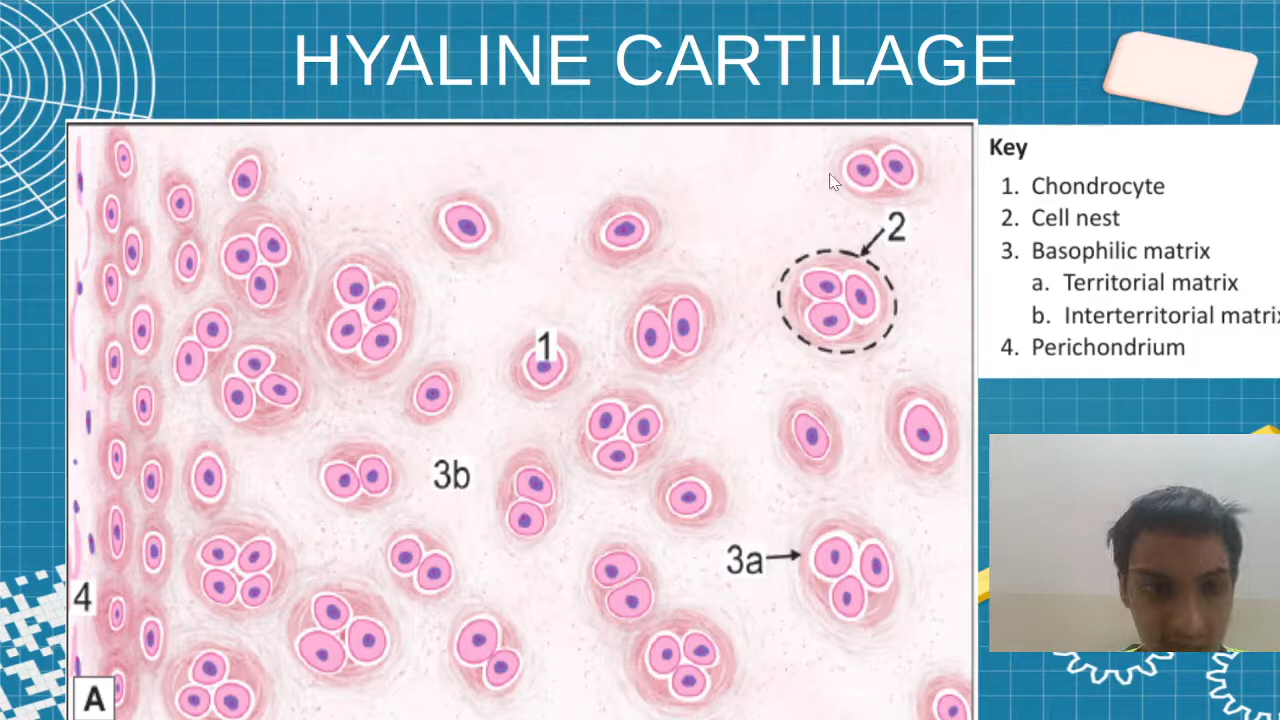 HYALINE CARTILAGE
Key
1. Chondrocyte
2. Cell nest
3. Basophilic matrix
a. Territorial matrix
b. Interterritorial matrix
4. Perichondrium
2
1
3b
3a
4
A